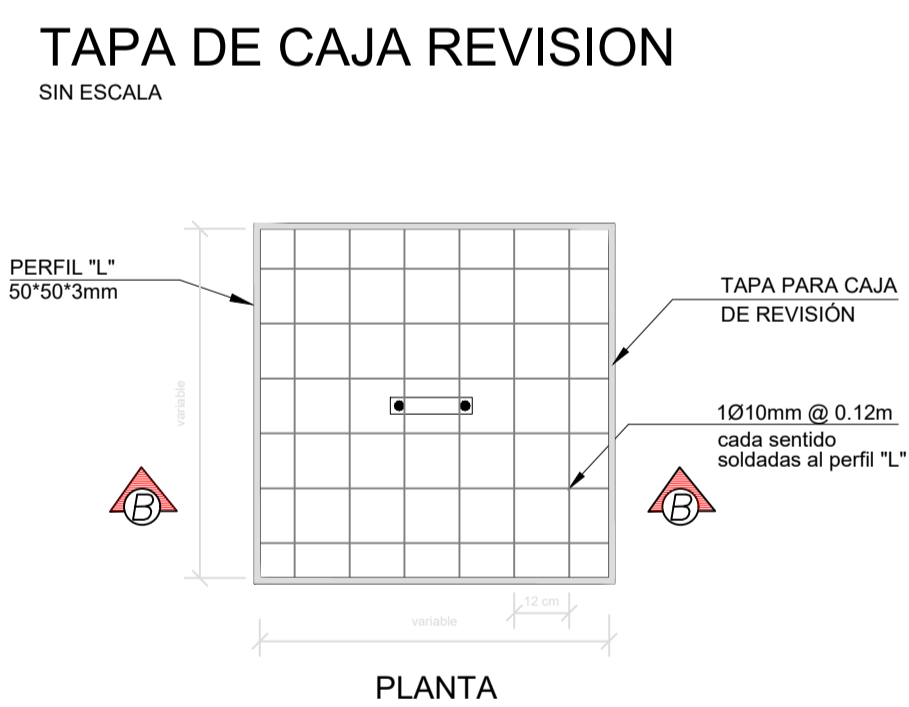 TAPA DE CAJA REVISION
SIN ESCALA
PERFIL "L"
50*50*3mm
TAPA PARA CAJA
DE REVISIÓN
variable
1Ø10mm @ 0.12m
cada sentido
soldadas al perfil "L"
B
B
12 cm
variable
PLANTA